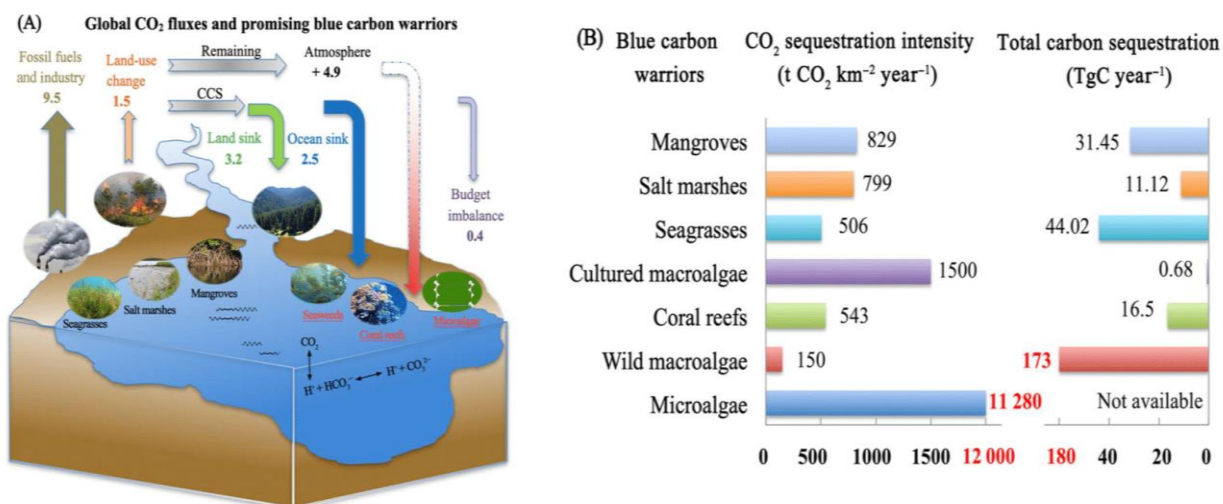 (A) Global CO₂ fluxes and promising blue carbon warriors
Fossil fuels
and industry
9.5
Land-use
change
1.5
Remaining
Atmosphere
+ 4.9
CCS
Land sink
3.2
Ocean sink
2.5
Budget
imbalance
0.4
Seagrasses
Salt marshes
Mangroves
Seaweeds
Coral reefs
Microalgae
CO₂
H⁺ + HCO₃⁻
H⁺ + CO₃²⁻
(B) Blue carbon
warriors
CO₂ sequestration intensity
(t CO₂ km⁻² year⁻¹)
Total carbon sequestration
(TgC year⁻¹)
Mangroves 829 31.45
Salt marshes 799 11.12
Seagrasses 506 44.02
Cultured macroalgae 1500 0.68
Coral reefs 543 16.5
Wild macroalgae 150 173
Microalgae 11 280 Not available
0 500 1000 1500 12 000 180 40 20 0